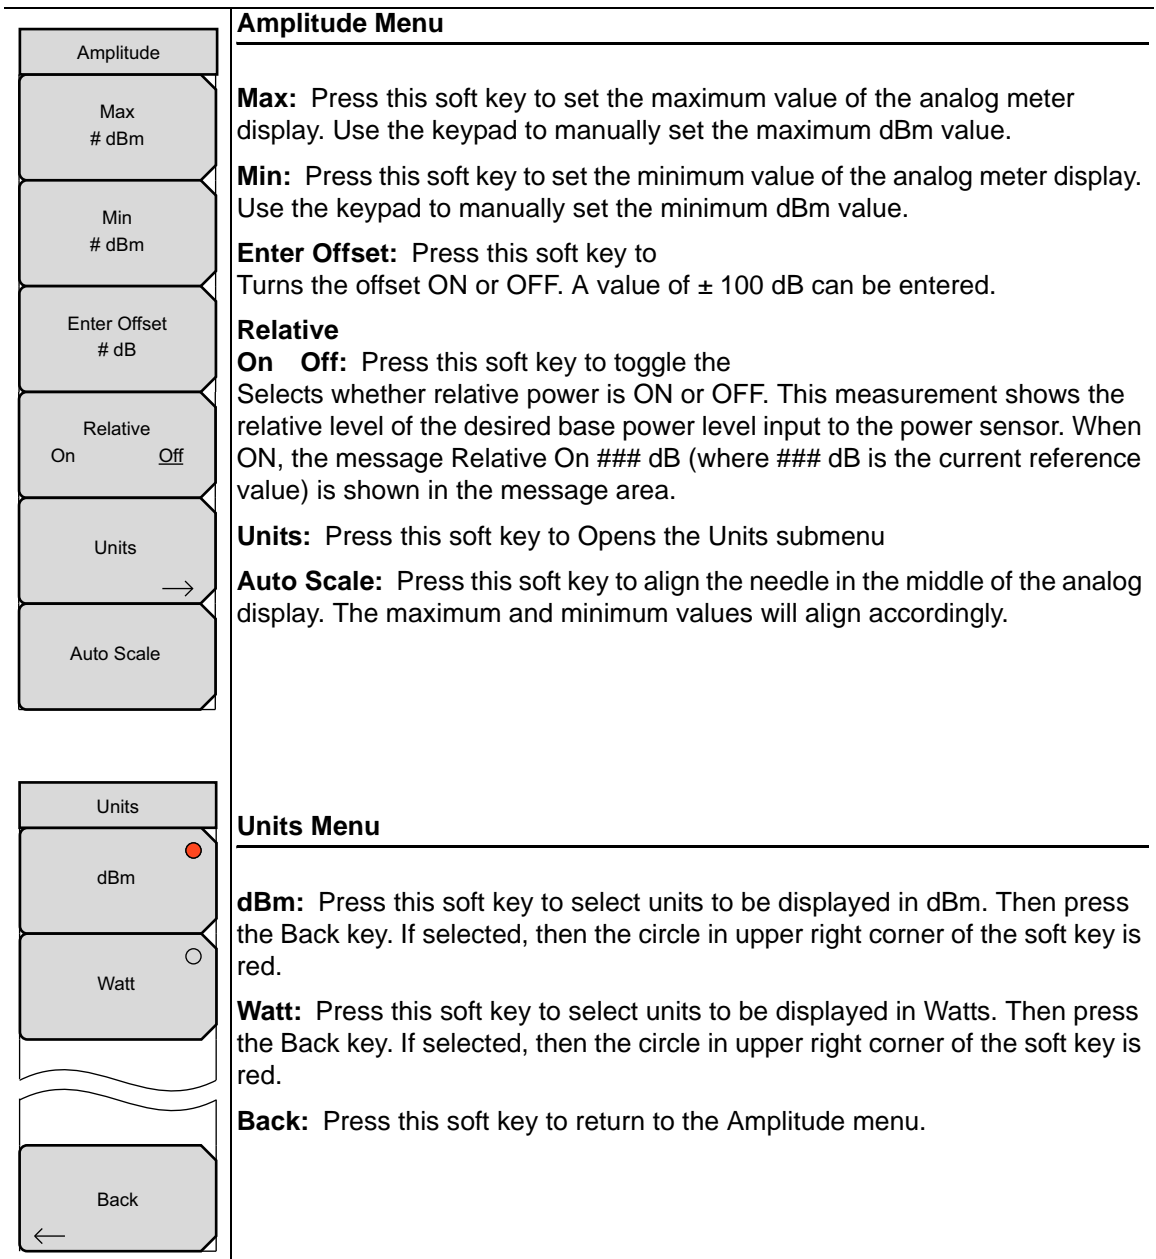 Amplitude
Max
# dBm
Min
# dBm
Enter Offset
# dB
Relative
On Off
Units
Auto Scale
Amplitude Menu
Max: Press this soft key to set the maximum value of the analog meter
display. Use the keypad to manually set the maximum dBm value.
Min: Press this soft key to set the minimum value of the analog meter display.
Use the keypad to manually set the minimum dBm value.
Enter Offset: Press this soft key to
Turns the offset ON or OFF. A value of ± 100 dB can be entered.
Relative
On Off: Press this soft key to toggle the
Selects whether relative power is ON or OFF. This measurement shows the
relative level of the desired base power level input to the power sensor. When
ON, the message Relative On ### dB (where ### dB is the current reference
value) is shown in the message area.
Units: Press this soft key to Opens the Units submenu
Auto Scale: Press this soft key to align the needle in the middle of the analog
display. The maximum and minimum values will align accordingly.
Units
dBm
Watt
Back
Units Menu
dBm: Press this soft key to select units to be displayed in dBm. Then press
the Back key. If selected, then the circle in upper right corner of the soft key is
red.
Watt: Press this soft key to select units to be displayed in Watts. Then press
the Back key. If selected, then the circle in upper right corner of the soft key is
red.
Back: Press this soft key to return to the Amplitude menu.